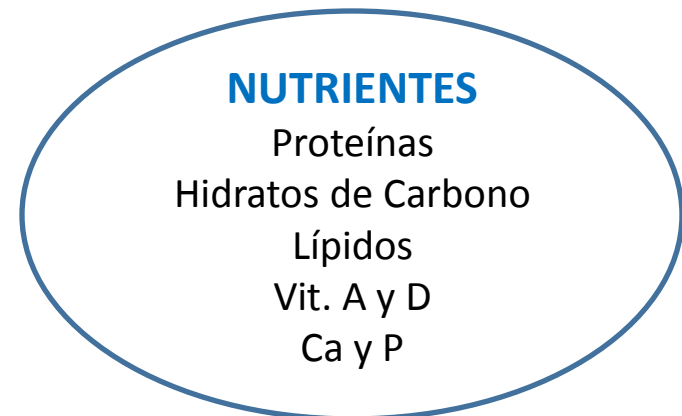 NUTRIENTES
Proteínas
Hidratos de Carbono
Lípidos
Vit. A y D
Ca y P